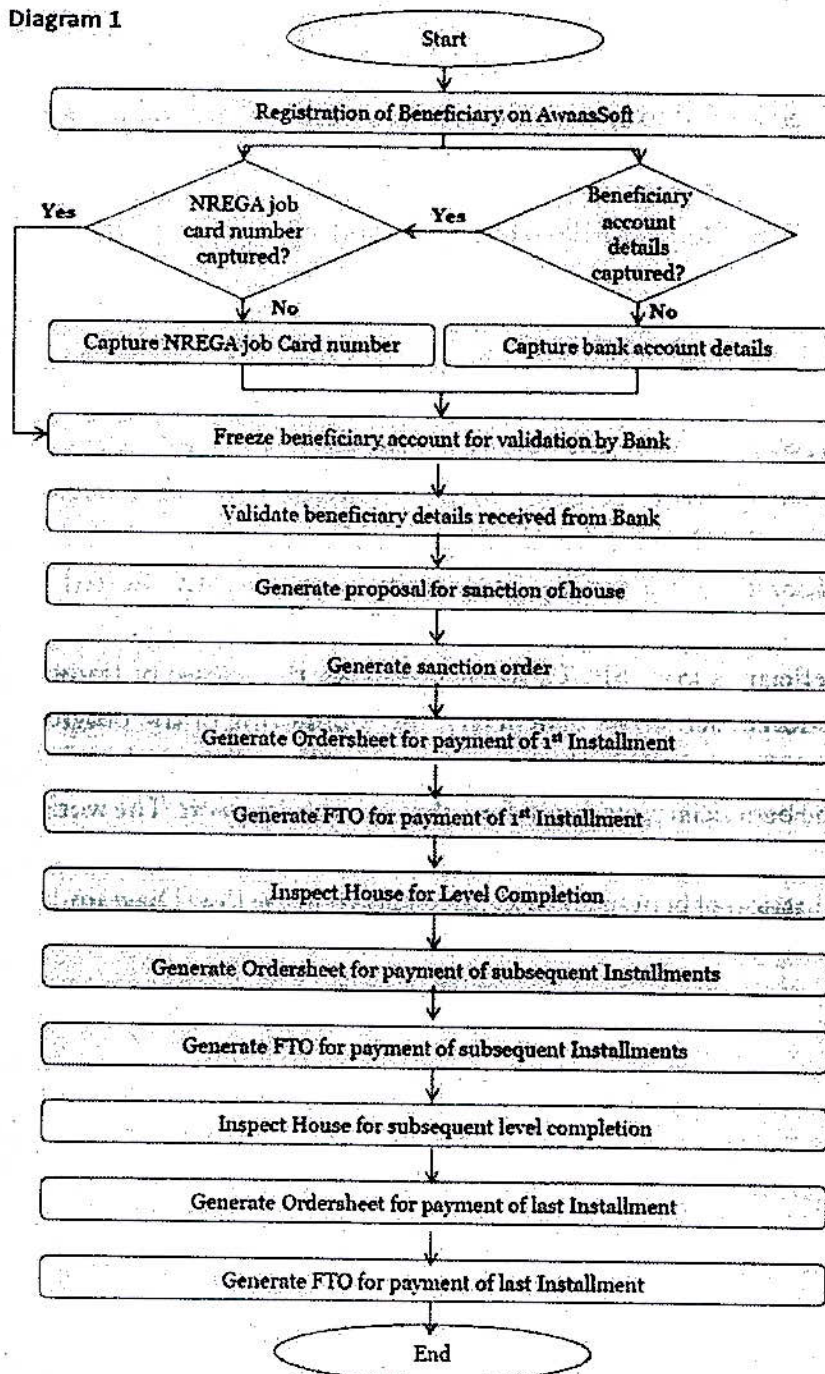 Diagram 1
Start
Registration of Beneficiary on AwaasSoft
Yes
NREGA job
card number
captured?
Yes
Beneficiary
account
details
captured?
No
No
Capture NREGA job Card number
Capture bank account details
Freeze beneficiary account for validation by Bank
Validate beneficiary details received from Bank
Generate proposal for sanction of house
Generate sanction order
Generate Ordersheet for payment of 1st Installment
Generate FTO for payment of 1st Installment
Inspect House for Level Completion
Generate Ordersheet for payment of subsequent Installments
Generate FTO for payment of subsequent Installments
Inspect House for subsequent level completion
Generate Ordersheet for payment of last Installment
Generate FTO for payment of last Installment
End